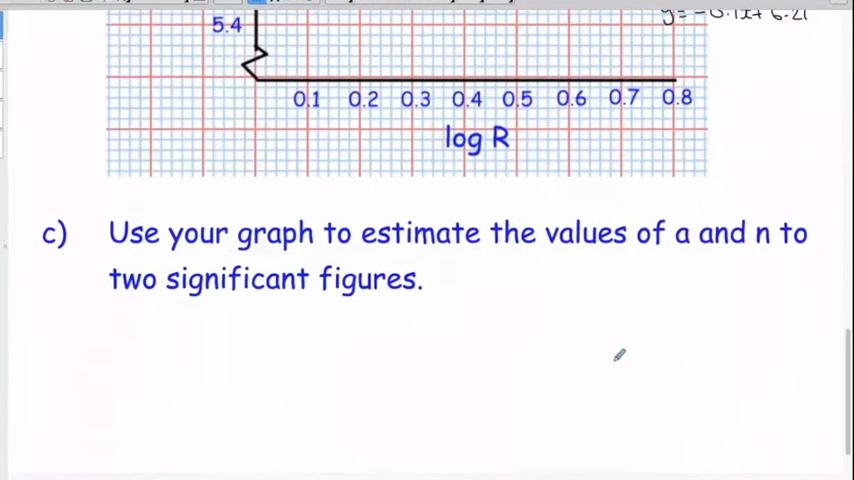 5.4
0.1 0.2 0.3 0.4 0.5 0.6 0.7 0.8
log R
c) Use your graph to estimate the values of a and n to
two significant figures.